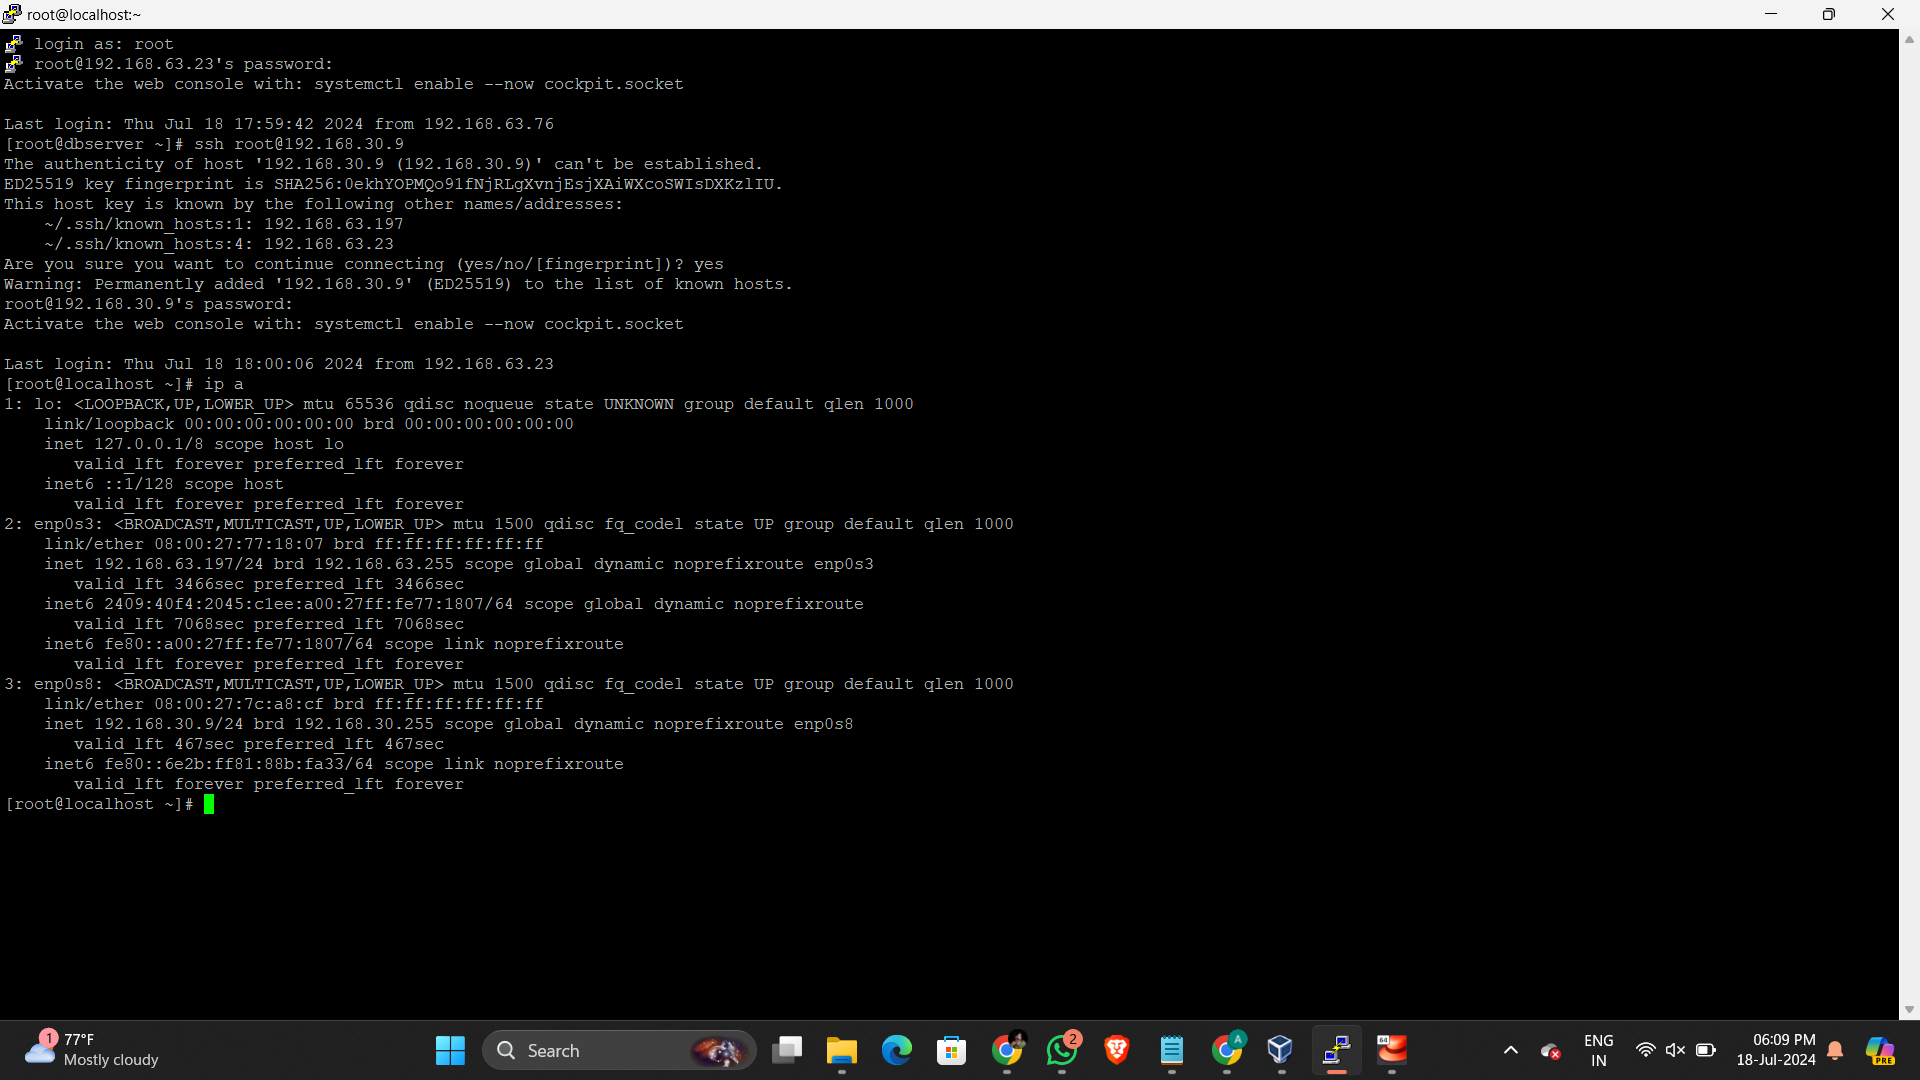 root@localhost:~
login as: root
root@192.168.63.23's password:
Activate the web console with: systemctl enable --now cockpit.socket
Last login: Thu Jul 18 17:59:42 2024 from 192.168.63.76
[root@dbserver ~]# ssh root@192.168.30.9
The authenticity of host '192.168.30.9 (192.168.30.9)' can't be established.
ED25519 key fingerprint is SHA256:0ekhYOPMQo91fNjRLgXvnjEsjXAiWXcoSWIsDXKzlIU.
This host key is known by the following other names/addresses:
    ~/.ssh/known_hosts:1: 192.168.63.197
    ~/.ssh/known_hosts:4: 192.168.63.23
Are you sure you want to continue connecting (yes/no/[fingerprint])? yes
Warning: Permanently added '192.168.30.9' (ED25519) to the list of known hosts.
root@192.168.30.9's password:
Activate the web console with: systemctl enable --now cockpit.socket
Last login: Thu Jul 18 18:00:06 2024 from 192.168.63.23
[root@localhost ~]# ip a
1: lo: <LOOPBACK,UP,LOWER_UP> mtu 65536 qdisc noqueue state UNKNOWN group default qlen 1000
    link/loopback 00:00:00:00:00:00 brd 00:00:00:00:00:00
    inet 127.0.0.1/8 scope host lo
       valid_lft forever preferred_lft forever
    inet6 ::1/128 scope host
       valid_lft forever preferred_lft forever
2: enp0s3: <BROADCAST,MULTICAST,UP,LOWER_UP> mtu 1500 qdisc fq_codel state UP group default qlen 1000
    link/ether 08:00:27:77:18:07 brd ff:ff:ff:ff:ff:ff
    inet 192.168.63.197/24 brd 192.168.63.255 scope global dynamic noprefixroute enp0s3
       valid_lft 3466sec preferred_lft 3466sec
    inet6 2409:40f4:2045:c1ee:a00:27ff:fe77:1807/64 scope global dynamic noprefixroute
       valid_lft 7068sec preferred_lft 7068sec
    inet6 fe80::a00:27ff:fe77:1807/64 scope link noprefixroute
       valid_lft forever preferred_lft forever
3: enp0s8: <BROADCAST,MULTICAST,UP,LOWER_UP> mtu 1500 qdisc fq_codel state UP group default qlen 1000
    link/ether 08:00:27:7c:a8:cf brd ff:ff:ff:ff:ff:ff
    inet 192.168.30.9/24 brd 192.168.30.255 scope global dynamic noprefixroute enp0s8
       valid_lft 467sec preferred_lft 467sec
    inet6 fe80::6e2b:ff81:88b:fa33/64 scope link noprefixroute
       valid_lft forever preferred_lft forever
[root@localhost ~]#
1
77°F
Mostly cloudy
Search
2
A
64
ENG
IN
06:09 PM
18-Jul-2024
PRE